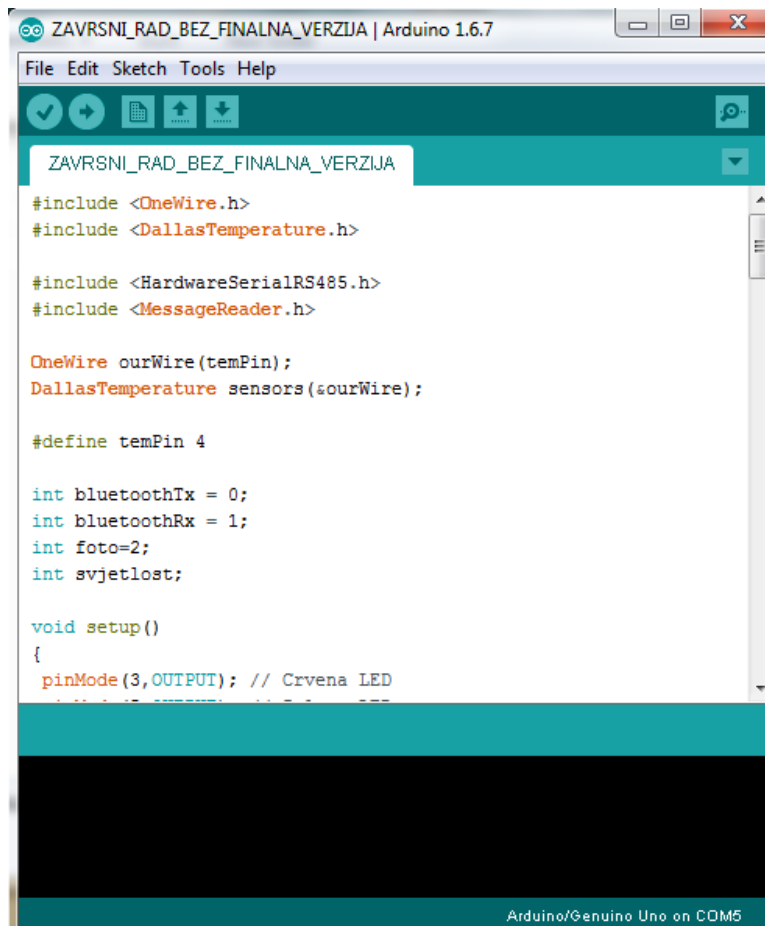 ZAVRSNI_RAD_BEZ_FINALNA_VERZIJA | Arduino 1.6.7
File Edit Sketch Tools Help
ZAVRSNI_RAD_BEZ_FINALNA_VERZIJA
#include <OneWire.h>
#include <DallasTemperature.h>
#include <HardwareSerialRS485.h>
#include <MessageReader.h>
OneWire ourWire(temPin);
DallasTemperature sensors(&ourWire);
#define temPin 4
int bluetoothTx = 0;
int bluetoothRx = 1;
int foto=2;
int svjetlost;
void setup()
{
pinMode(3,OUTPUT); // Crvena LED
Arduino/Genuino Uno on COM5